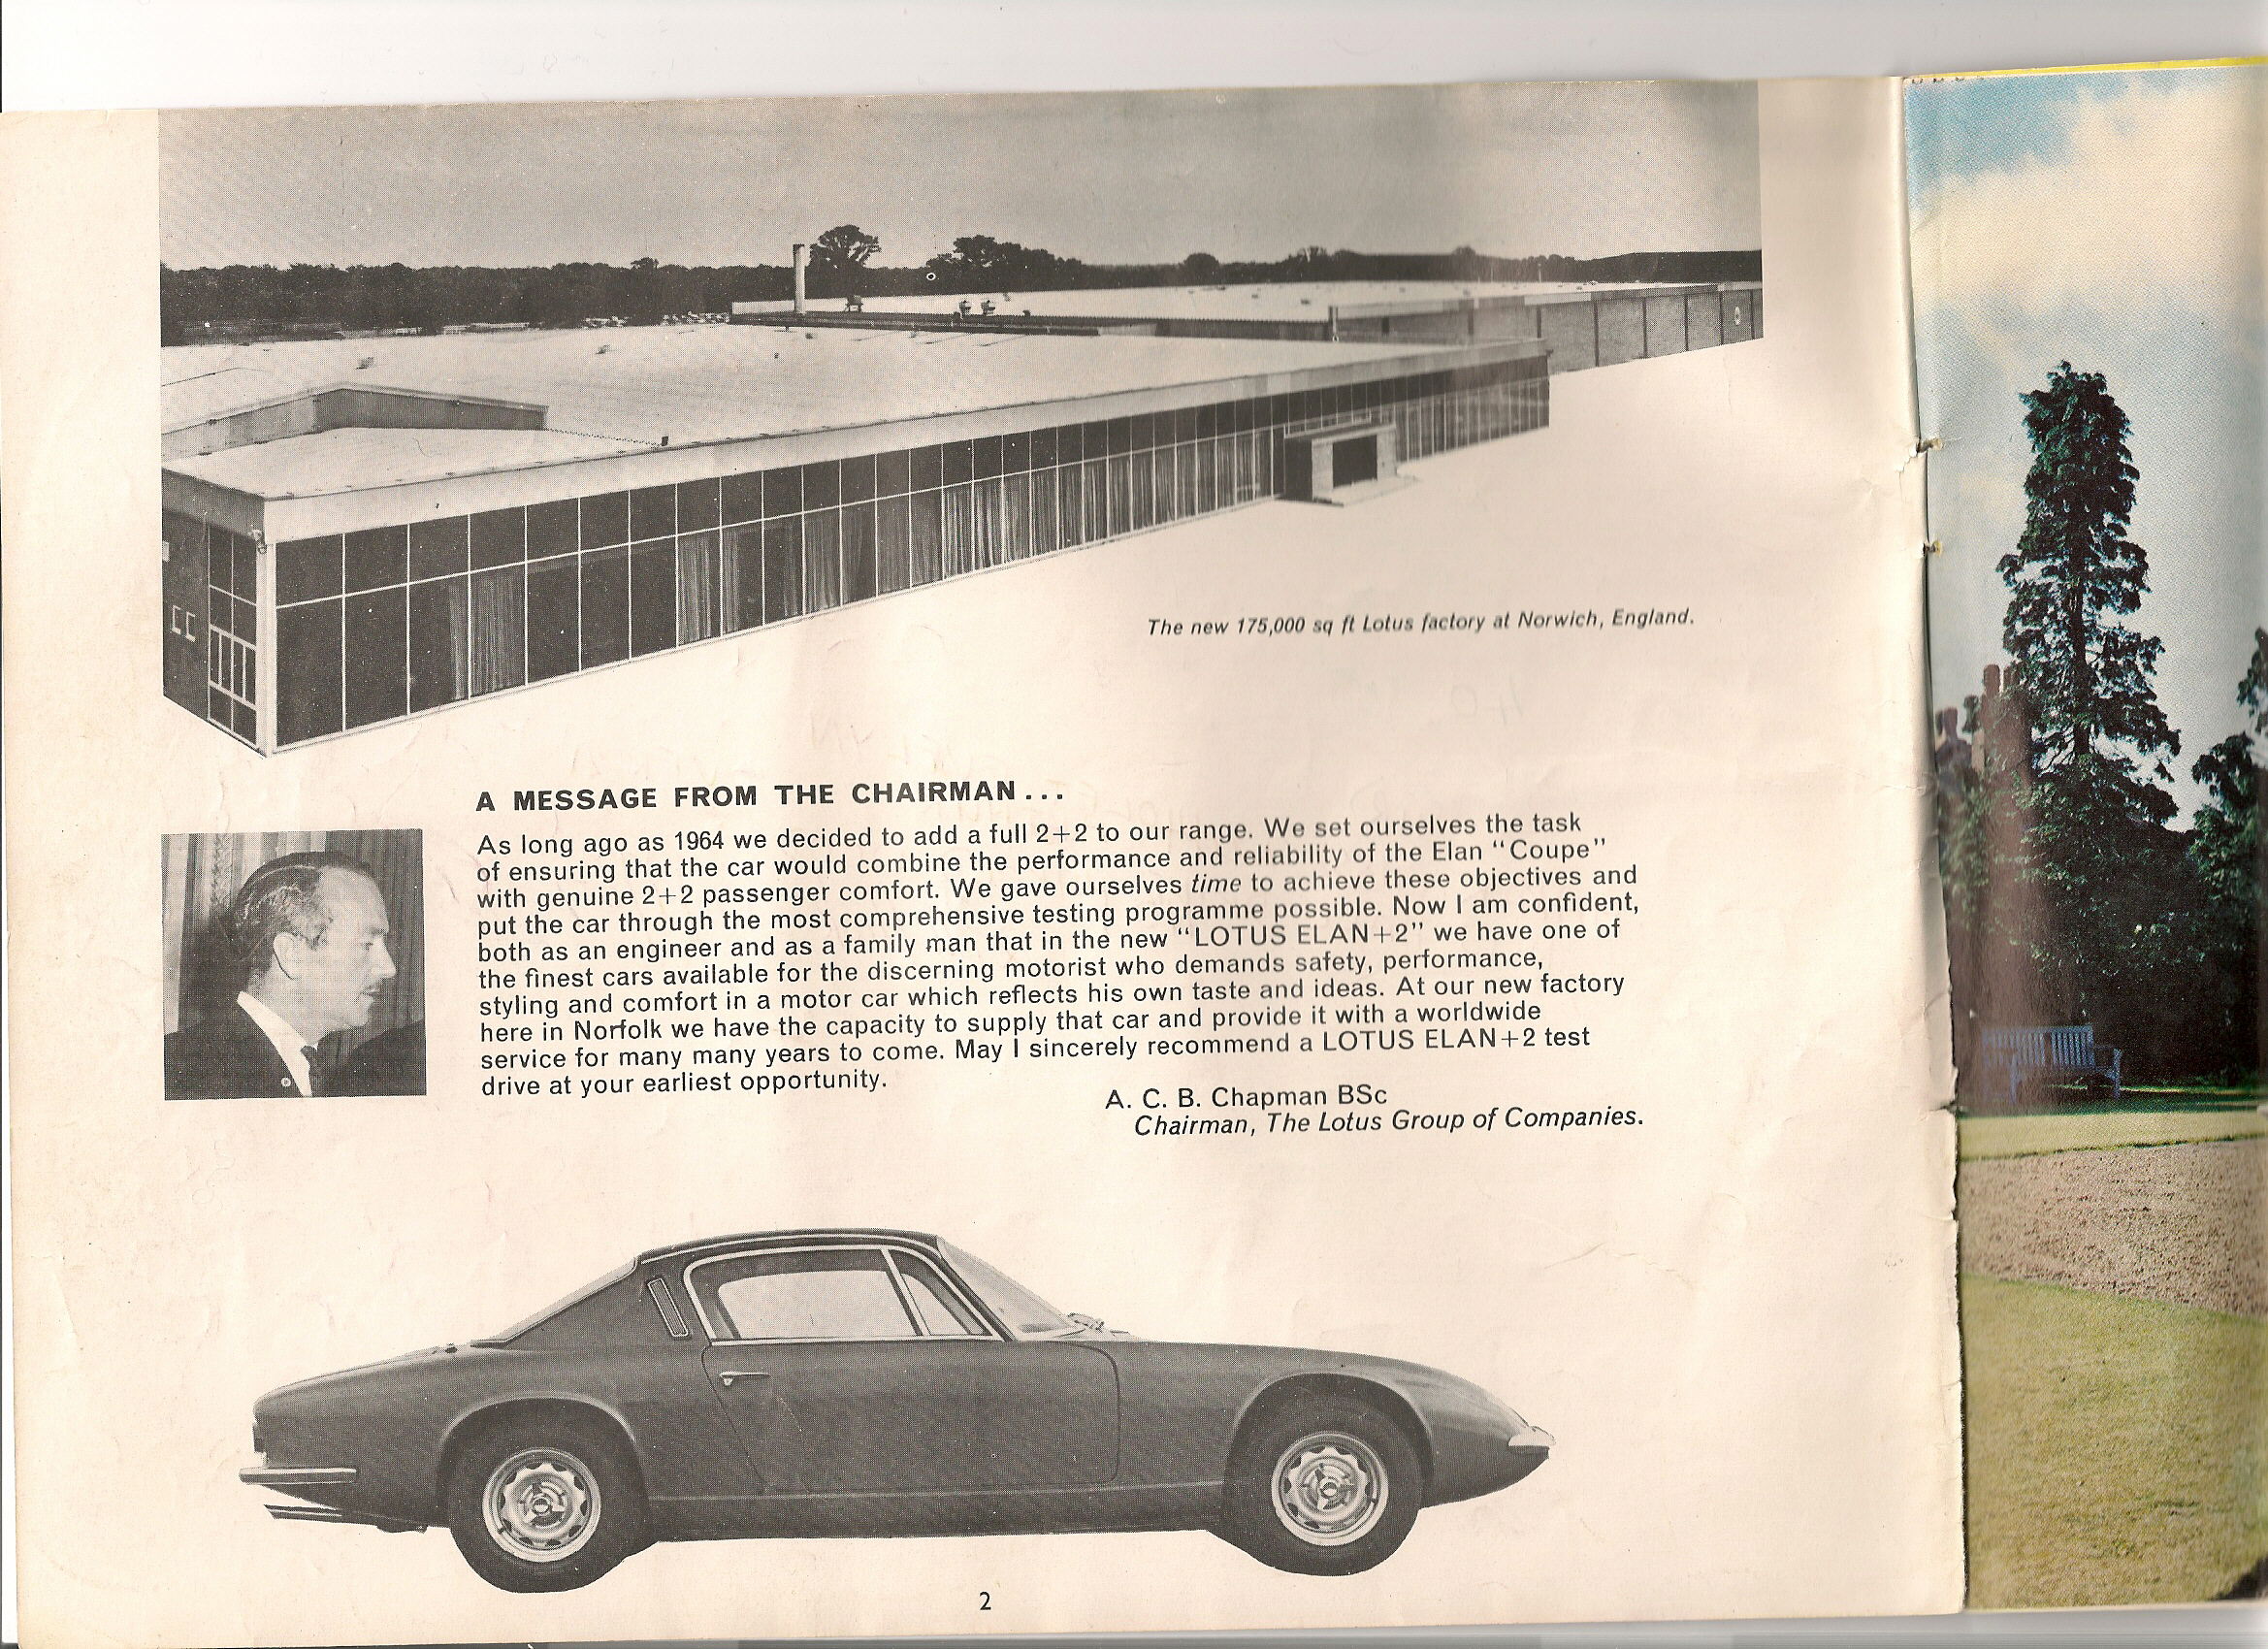 The new 175,000 sq ft Lotus factory at Norwich, England.
A MESSAGE FROM THE CHAIRMAN...
As long ago as 1964 we decided to add a full 2+2 to our range. We set ourselves the task
of ensuring that the car would combine the performance and reliability of the Elan “Coupe”
with genuine 2+2 passenger comfort. We gave ourselves time to achieve these objectives and
put the car through the most comprehensive testing programme possible. Now I am confident,
both as an engineer and as a family man that in the new “LOTUS ELAN+2” we have one of
the finest cars available for the discerning motorist who demands safety, performance,
styling and comfort in a motor car which reflects his own taste and ideas. At our new factory
here in Norfolk we have the capacity to supply that car and provide it with a worldwide
service for many many years to come. May I sincerely recommend a LOTUS ELAN+2 test
drive at your earliest opportunity.
A. C. B. Chapman BSc
Chairman, The Lotus Group of Companies.
2